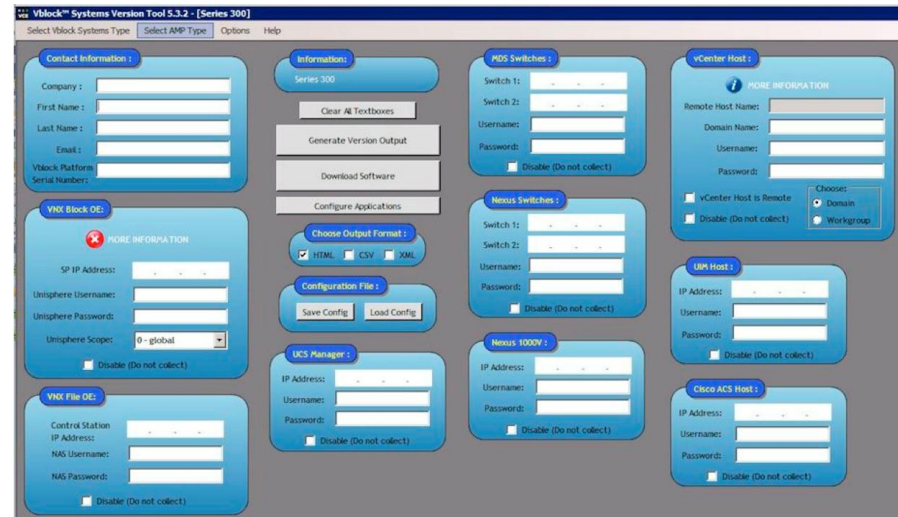 Vblock™ Systems Version Tool 5.3.2 - [Series 300]
Select Vblock Systems Type Select AMP Type Options Help
Contact Information :
Company :
First Name :
Last Name :
Email :
Vblock Platform
Serial Number:
VNX Block OE:
MORE INFORMATION
SP IP Address:
Unisphere Username:
Unisphere Password:
Unisphere Scope: 0 - global
Disable (Do not collect)
VNX File OE:
Control Station
IP Address:
NAS Username:
NAS Password:
Disable (Do not collect)
Information:
Series 300
Clear All Textboxes
Generate Version Output
Download Software
Configure Applications
Choose Output Format :
HTML CSV XML
Configuration File :
Save Config Load Config
UCS Manager :
IP Address:
Username:
Password:
Disable (Do not collect)
MDS Switches :
Switch 1:
Switch 2:
Username:
Password:
Disable (Do not collect)
Nexus Switches :
Switch 1:
Switch 2:
Username:
Password:
Disable (Do not collect)
Nexus 1000V :
IP Address:
Username:
Password:
Disable (Do not collect)
vCenter Host :
MORE INFORMATION
Remote Host Name:
Domain Name:
Username:
Password:
vCenter Host is Remote
Disable (Do not collect)
Choose:
Domain
Workgroup
UIM Host :
IP Address:
Username:
Password:
Disable (Do not collect)
Cisco ACS Host :
IP Address:
Username:
Password:
Disable (Do not collect)